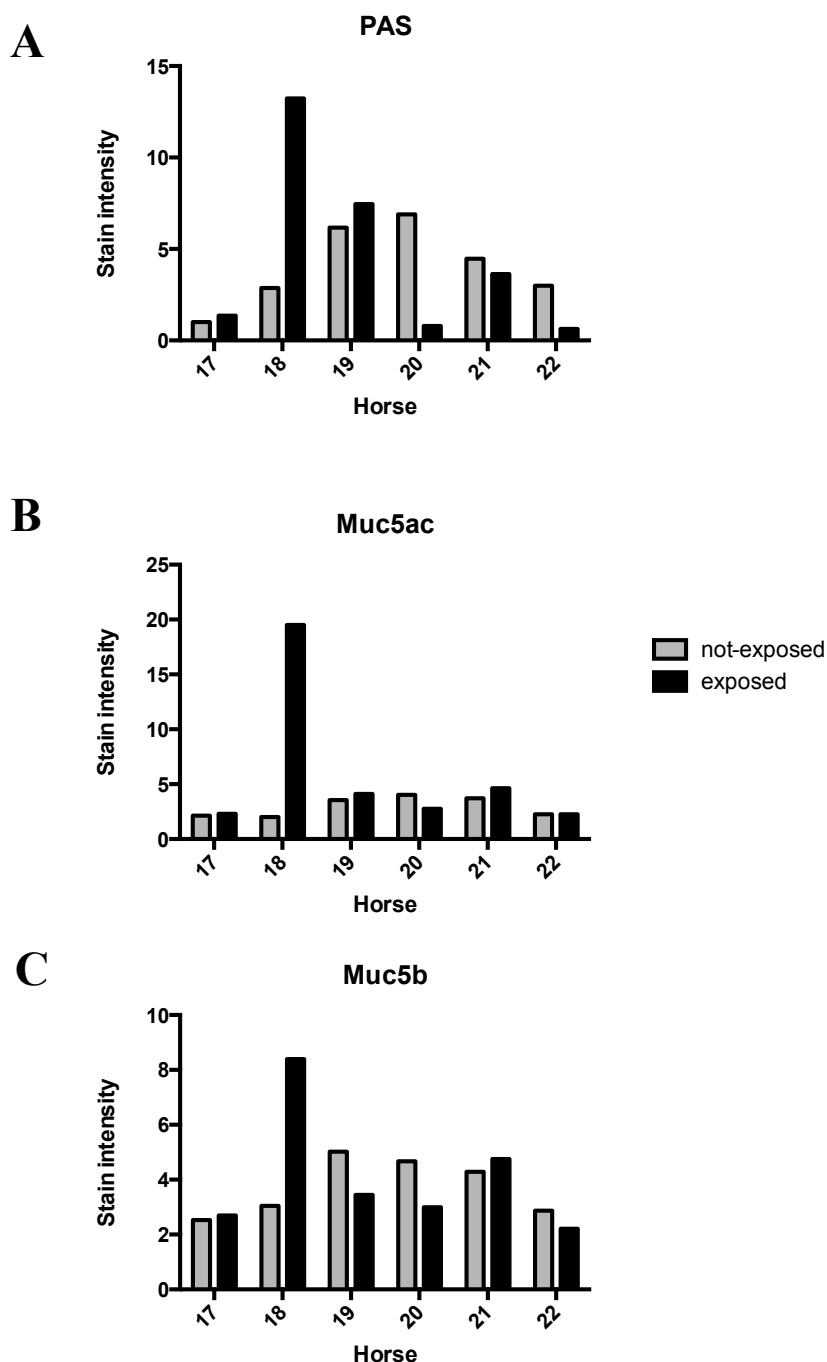 A
PAS
15
10
5
0
Stain intensity
17 18 19 20 21 22
Horse
B
Muc5ac
25
20
15
10
5
0
Stain intensity
17 18 19 20 21 22
Horse
not-exposed
exposed
C
Muc5b
10
8
6
4
2
0
Stain intensity
17 18 19 20 21 22
Horse